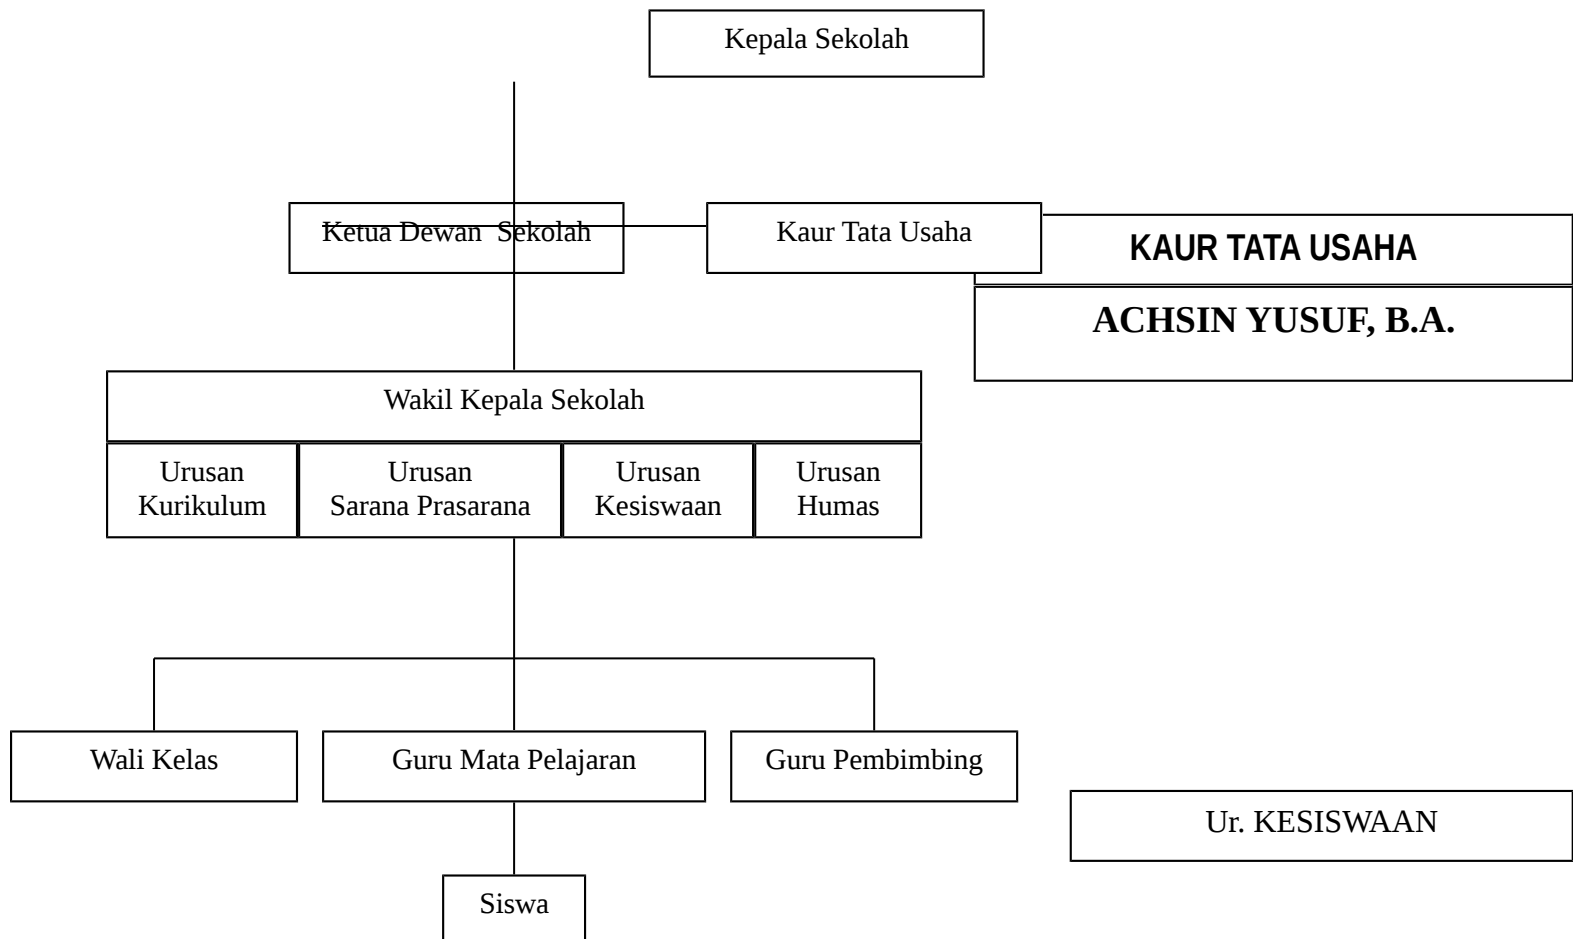 Kepala Sekolah
Ketua Dewan  Sekolah
Kaur Tata Usaha
KAUR TATA USAHA
ACHSIN YUSUF, B.A.
Wakil Kepala Sekolah
Urusan
Kurikulum
Urusan
Sarana Prasarana
Urusan
Kesiswaan
Urusan
Humas
Wali Kelas
Guru Mata Pelajaran
Guru Pembimbing
Ur. KESISWAAN
Siswa